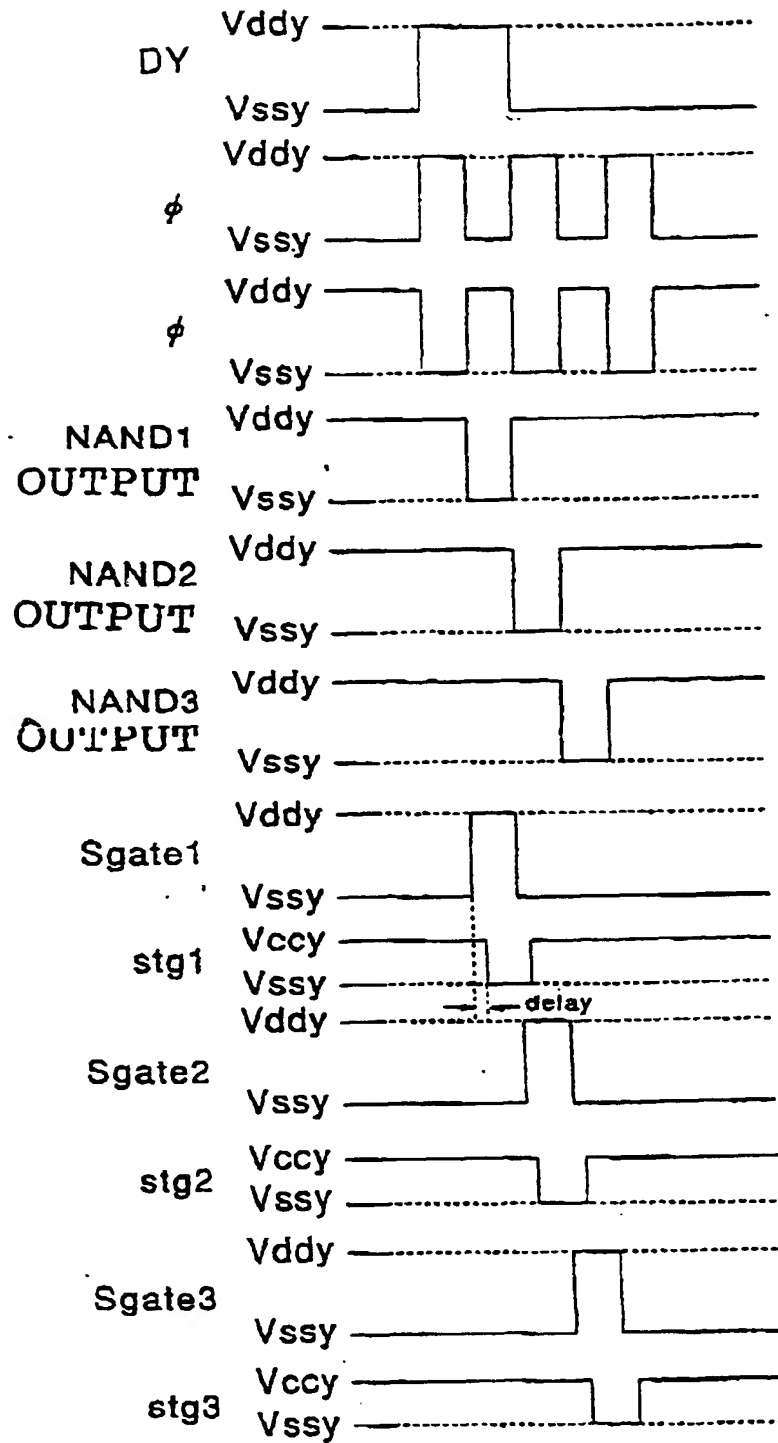 Vddy
DY
Vssy
Vddy
ϕ
Vssy
Vddy
ϕ
Vssy
Vddy
NAND1
OUTPUT
Vssy
Vddy
NAND2
OUTPUT
Vssy
Vddy
NAND3
OUTPUT
Vssy
Vddy
Sgate1
Vssy
Vccy
stg1
Vssy
delay
Vddy
Sgate2
Vssy
Vccy
stg2
Vssy
Vddy
Sgate3
Vssy
Vccy
stg3
Vssy